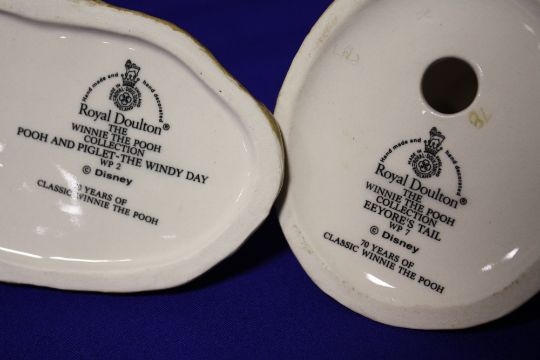 Hand made and hand decorated
Royal Doulton®
THE
WINNIE THE POOH
COLLECTION
POOH AND PIGLET-THE WINDY DAY
WP 2
© Disney
70 YEARS OF
CLASSIC WINNIE THE POOH
Hand made and hand decorated
Royal Doulton®
THE
WINNIE THE POOH
COLLECTION
EEYORE'S TAIL
WP 7
© Disney
70 YEARS OF
CLASSIC WINNIE THE POOH